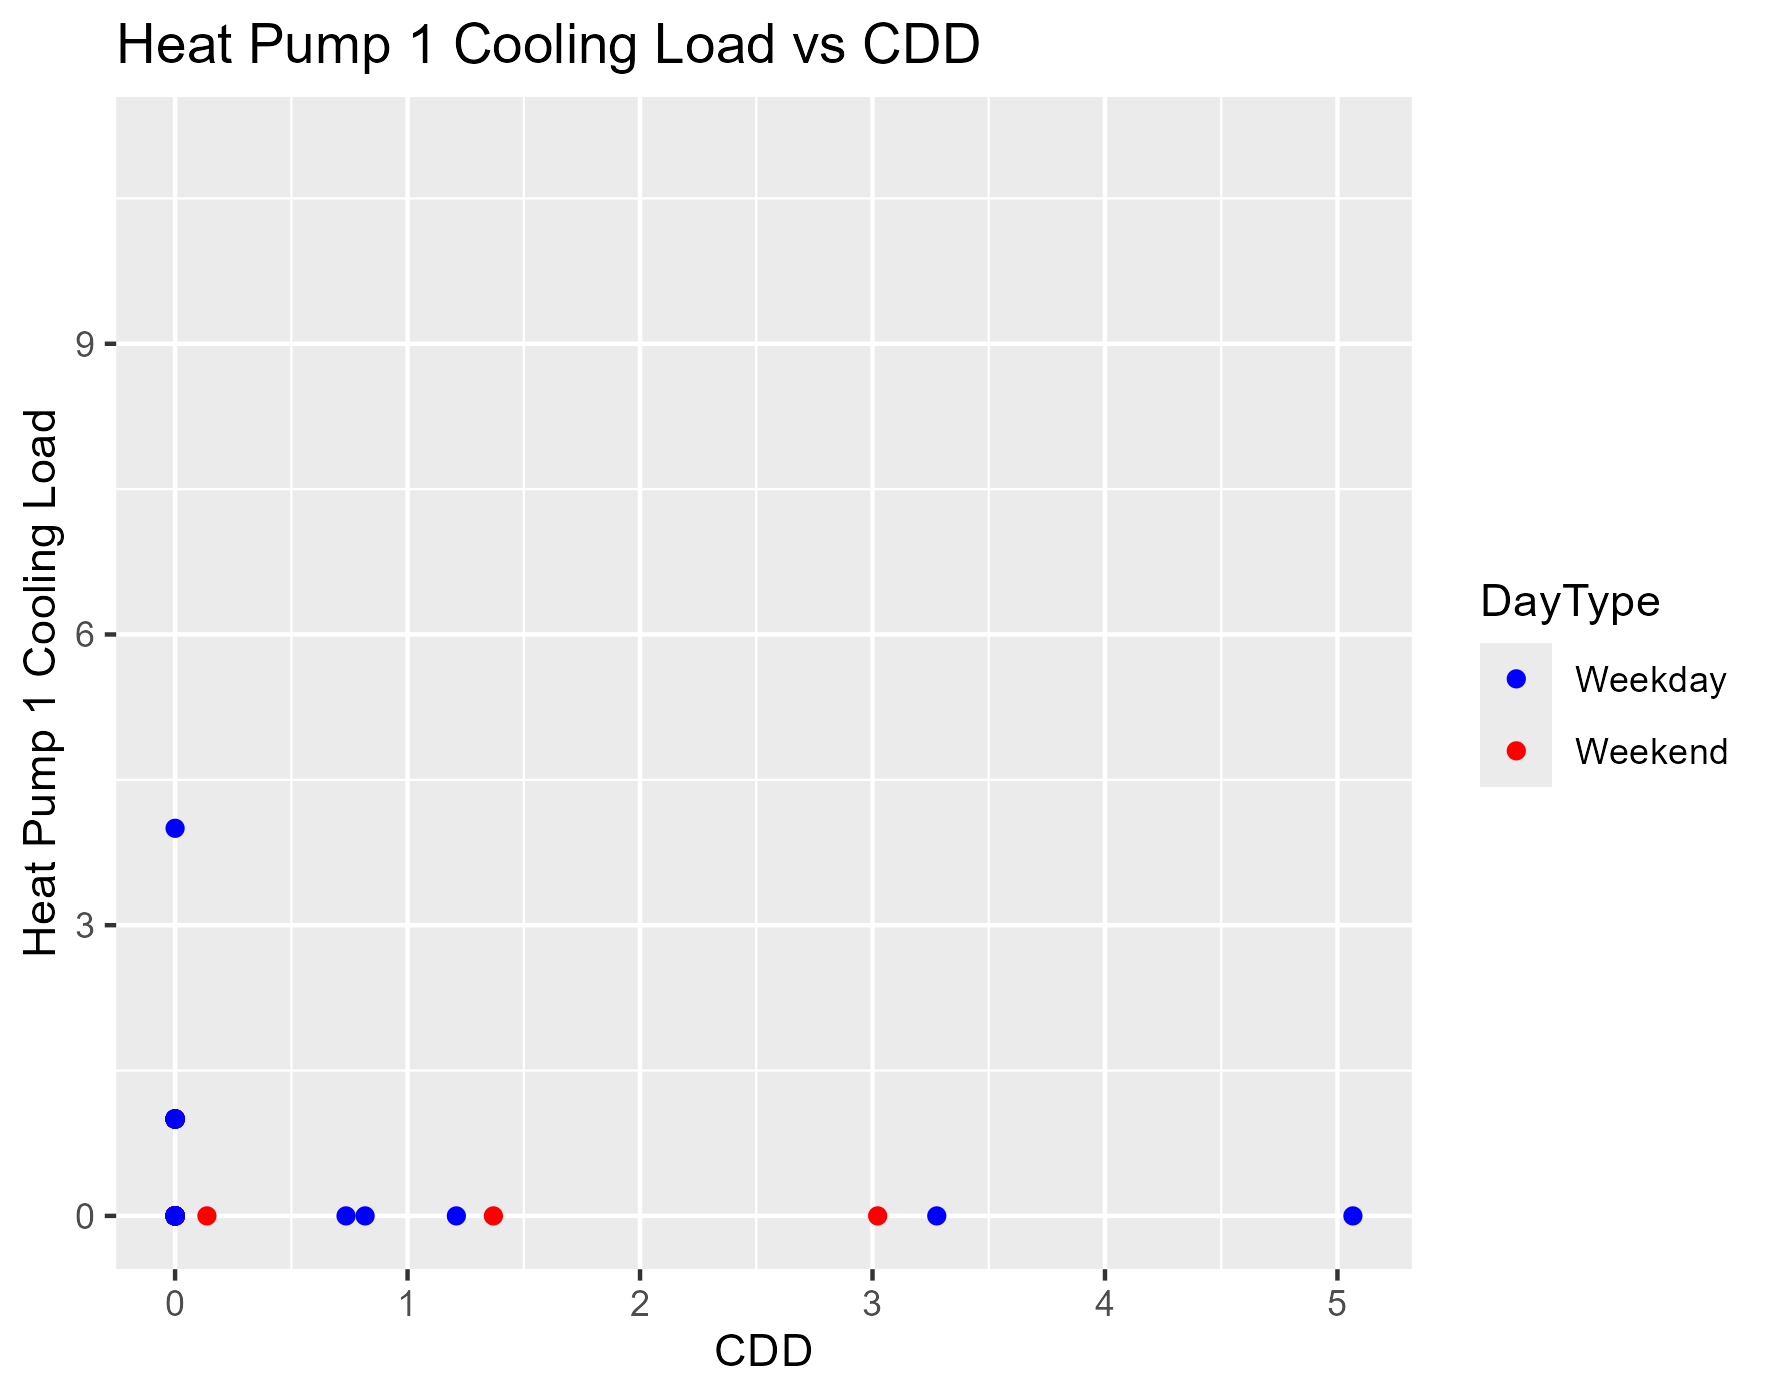 Heat Pump 1 Cooling Load vs CDD
Heat Pump 1 Cooling Load
9
6
3
0
0 1 2 3 4 5
CDD
DayType
Weekday
Weekend